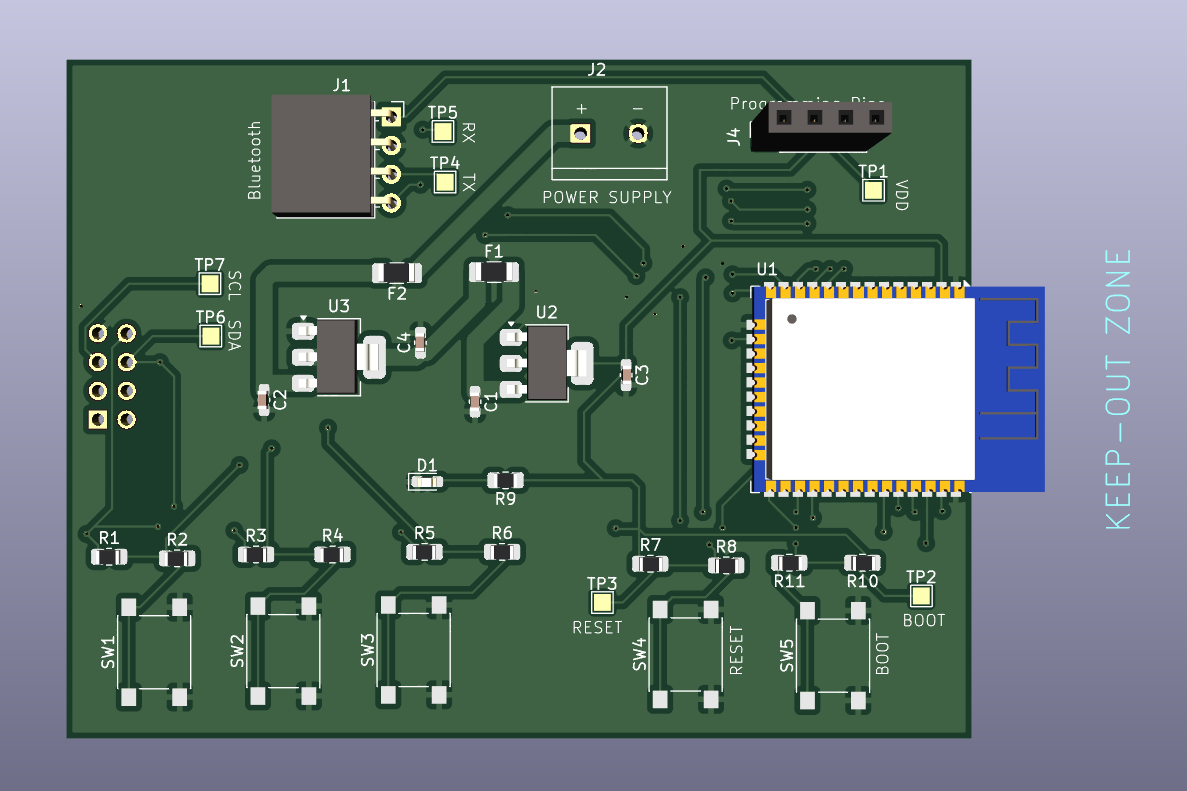 J2
J1
Programming Pins
TP5
RX
+
-
J4
Bluetooth
TP4
TX
TP1
VDD
POWER SUPPLY
F1
TP7
SCL
U1
F2
KEEP-OUT ZONE
U3
U2
TP6
SDA
C4
C3
C2
C1
D1
R9
R1
R2
R3
R4
R5
R6
R7
R8
R11
R10
TP3
RESET
TP2
BOOT
SW1
SW2
SW3
SW4
RESET
SW5
BOOT